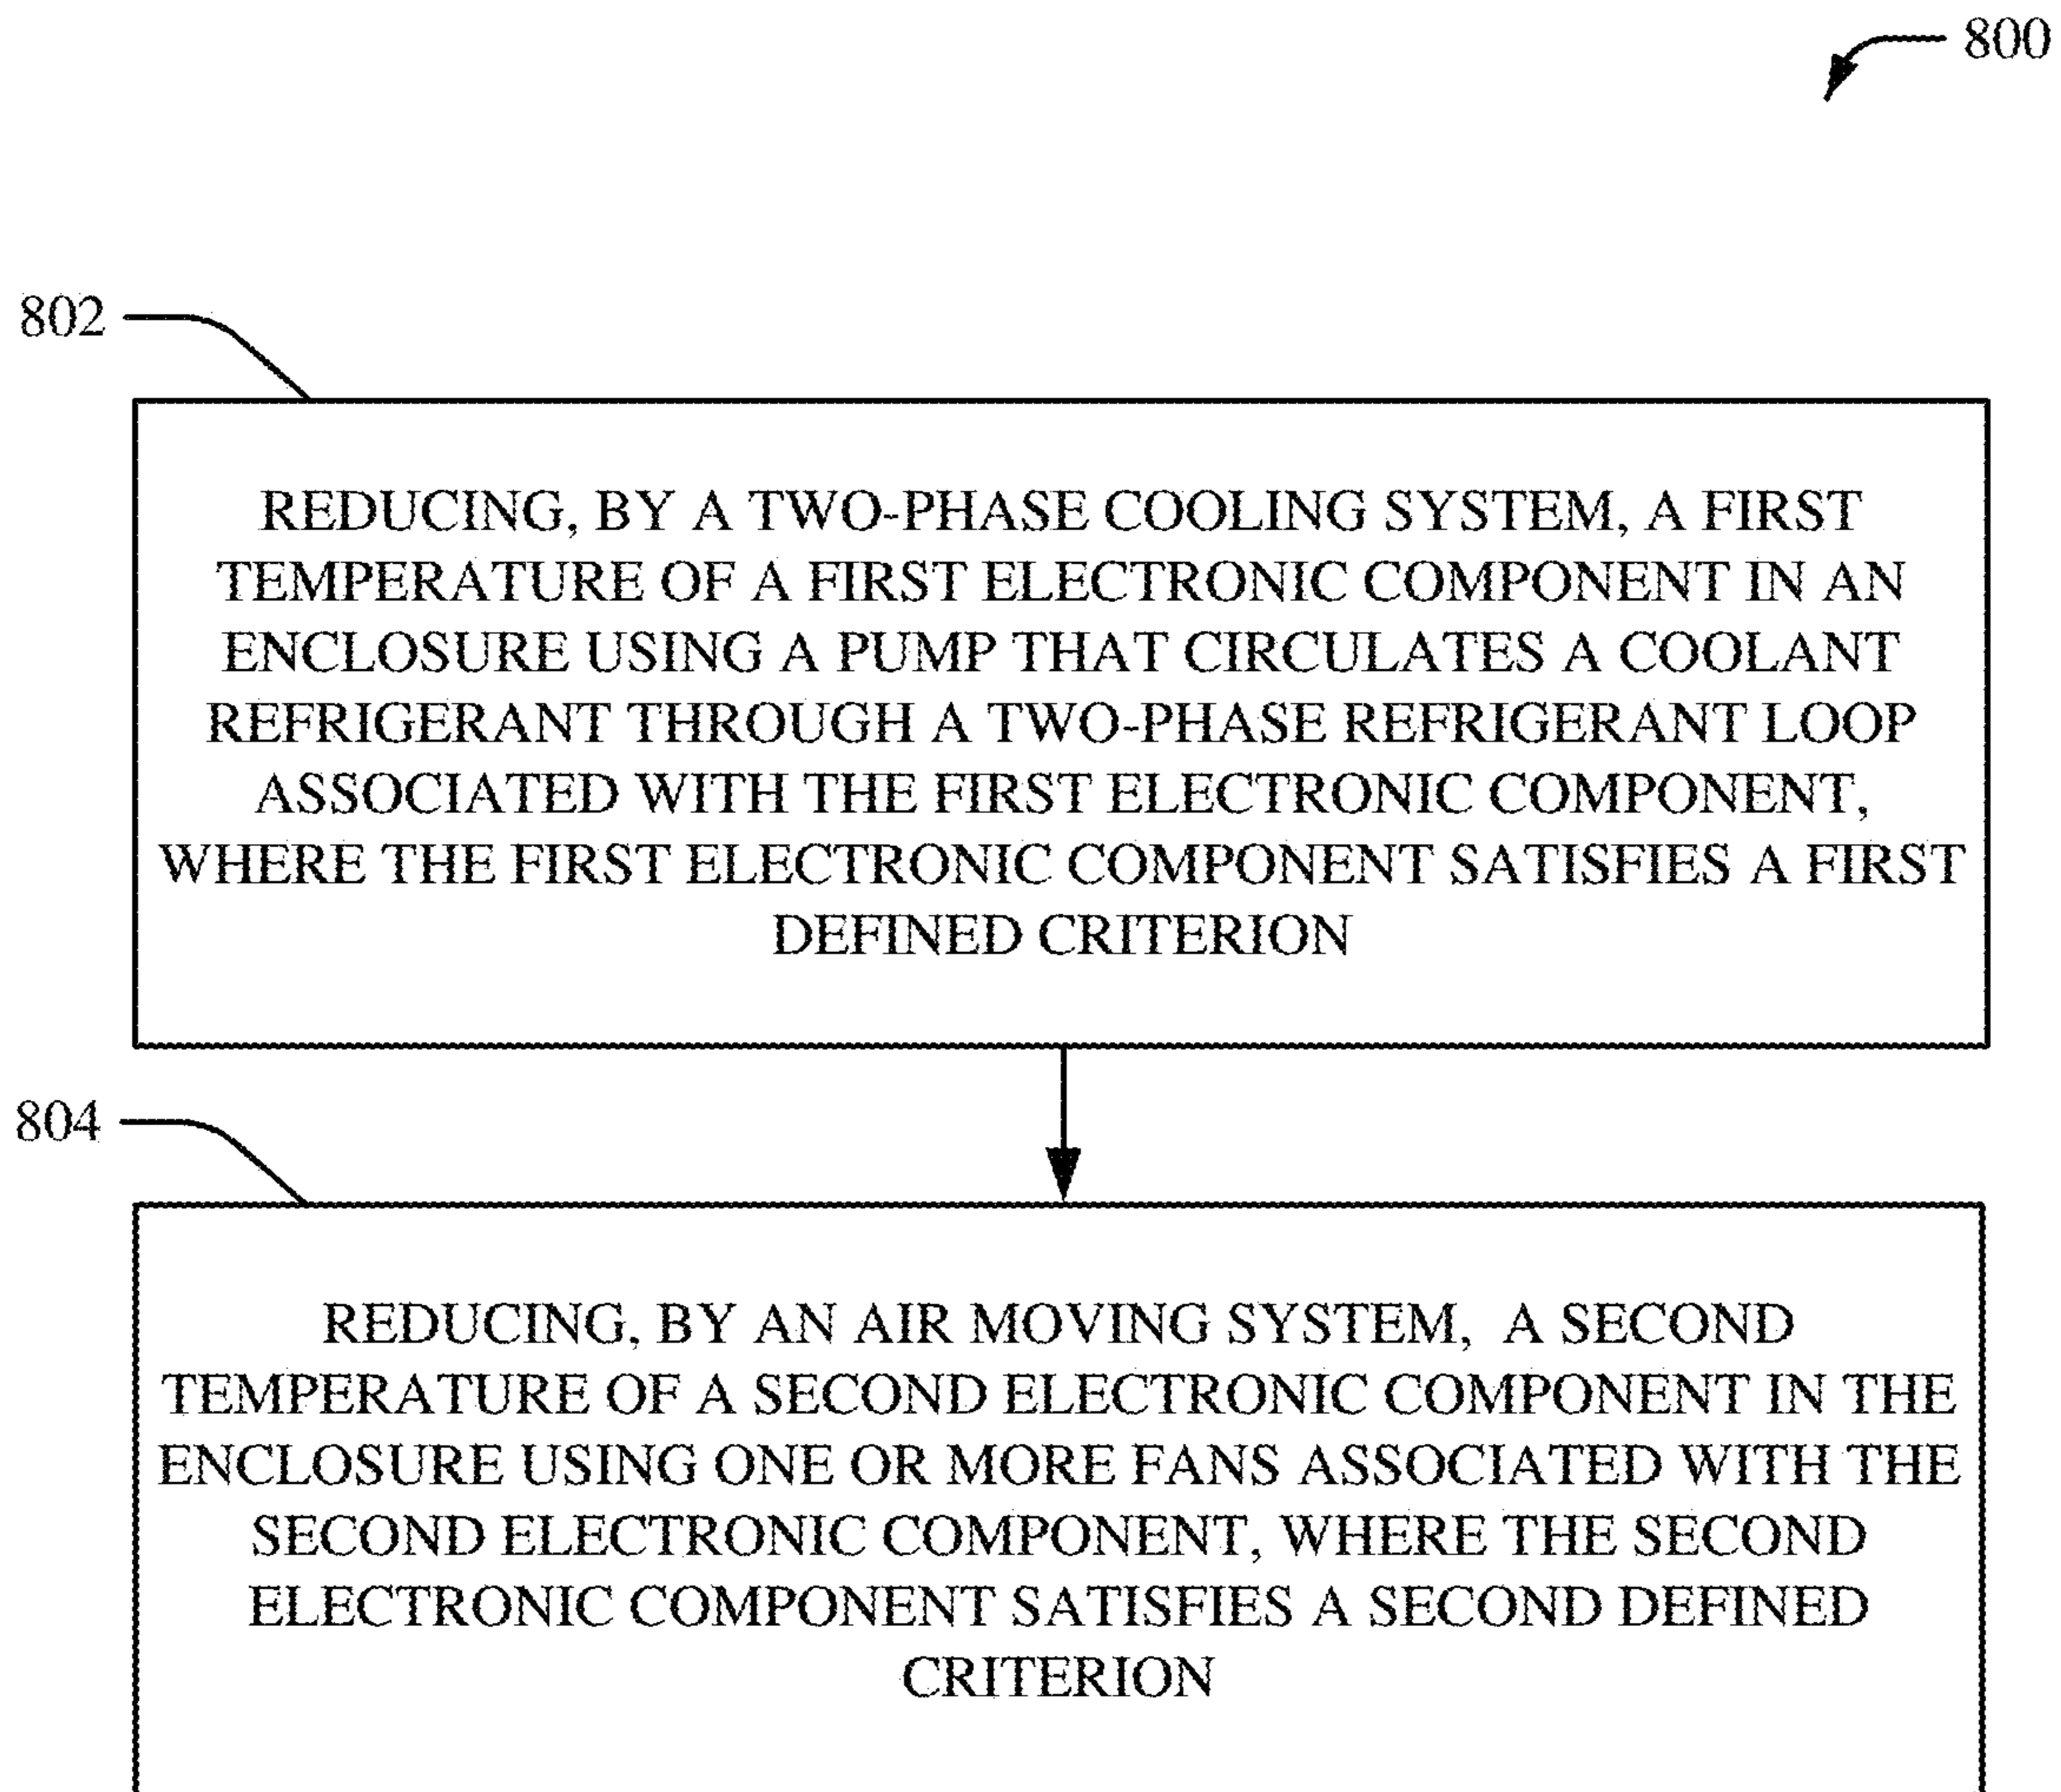 800
802
REDUCING, BY A TWO-PHASE COOLING SYSTEM, A FIRST
TEMPERATURE OF A FIRST ELECTRONIC COMPONENT IN AN
ENCLOSURE USING A PUMP THAT CIRCULATES A COOLANT
REFRIGERANT THROUGH A TWO-PHASE REFRIGERANT LOOP
ASSOCIATED WITH THE FIRST ELECTRONIC COMPONENT,
WHERE THE FIRST ELECTRONIC COMPONENT SATISFIES A FIRST
DEFINED CRITERION
804
REDUCING, BY AN AIR MOVING SYSTEM, A SECOND
TEMPERATURE OF A SECOND ELECTRONIC COMPONENT IN THE
ENCLOSURE USING ONE OR MORE FANS ASSOCIATED WITH THE
SECOND ELECTRONIC COMPONENT, WHERE THE SECOND
ELECTRONIC COMPONENT SATISFIES A SECOND DEFINED
CRITERION